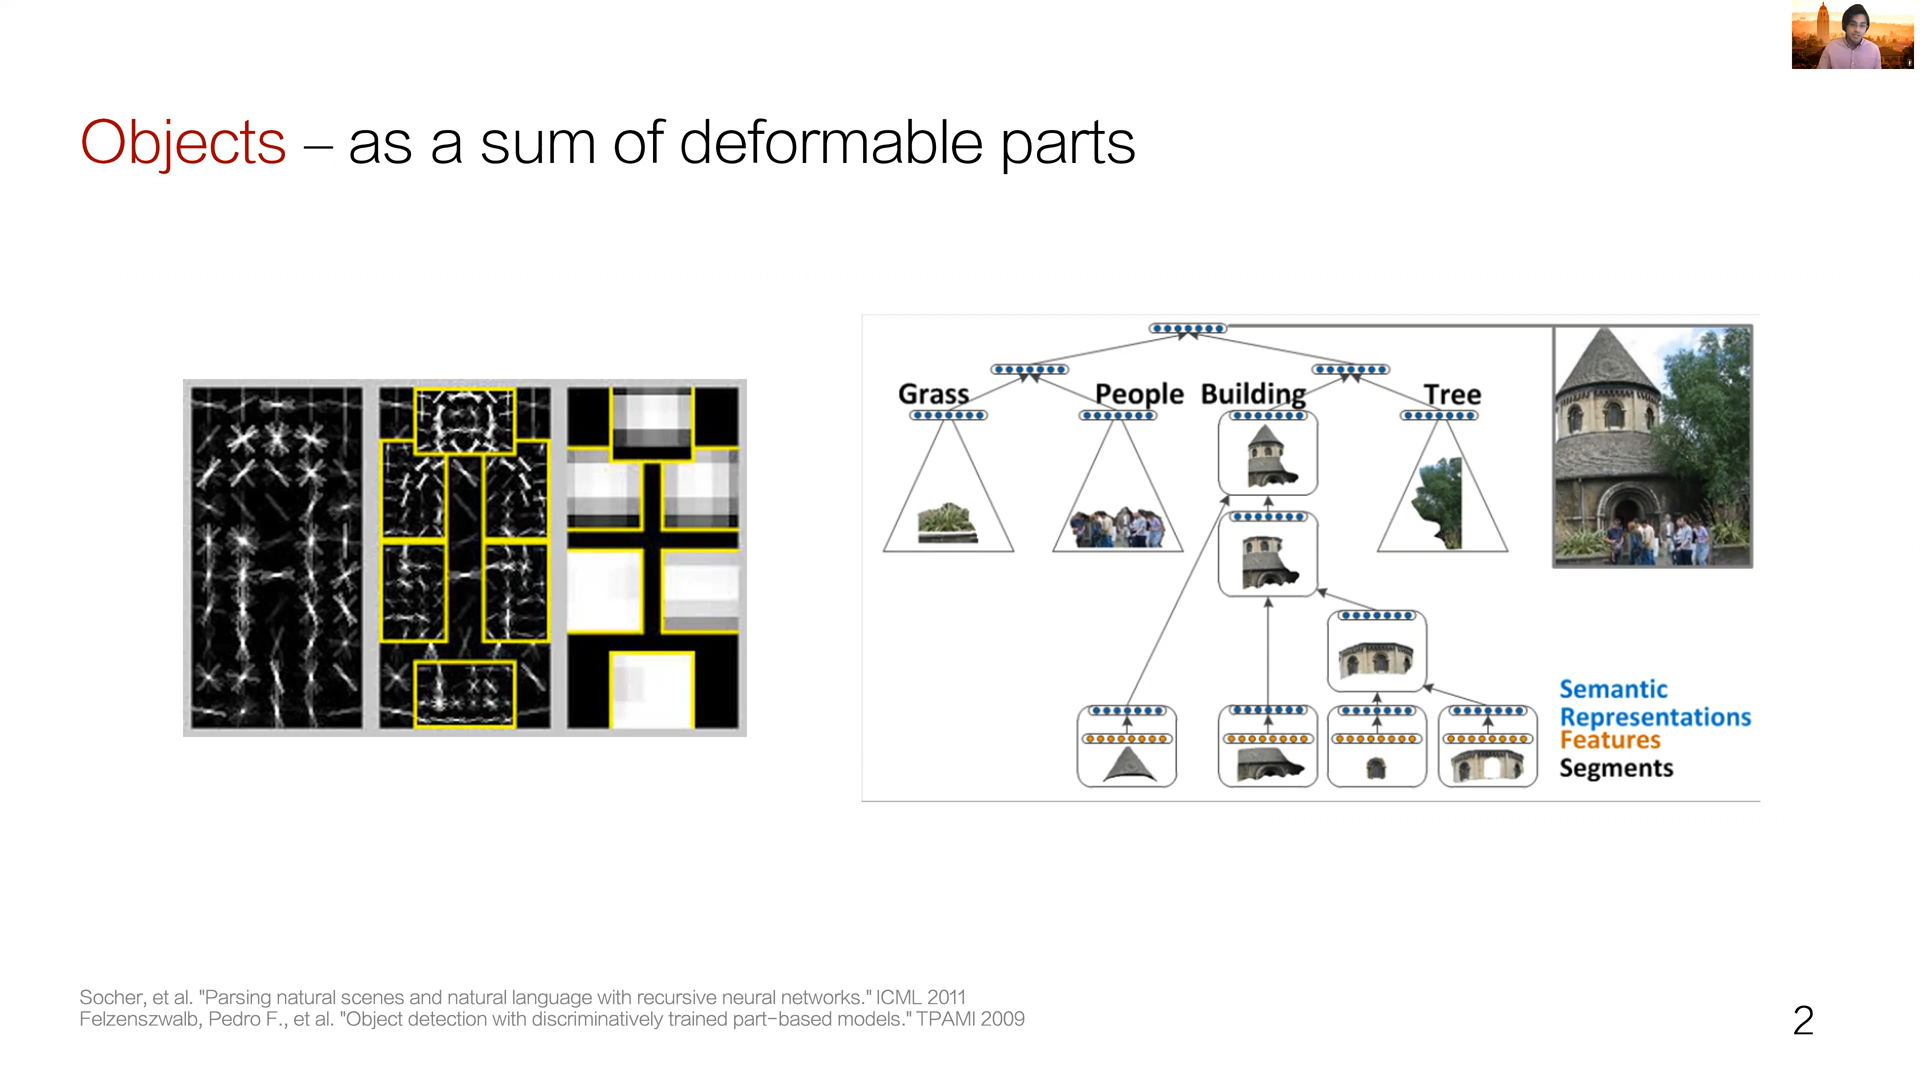 Objects – as a sum of deformable parts
Grass
People
Building
Tree
Semantic
Representations
Features
Segments
Socher, et al. "Parsing natural scenes and natural language with recursive neural networks." ICML 2011
Felzenszwalb, Pedro F., et al. "Object detection with discriminatively trained part-based models." TPAMI 2009
2